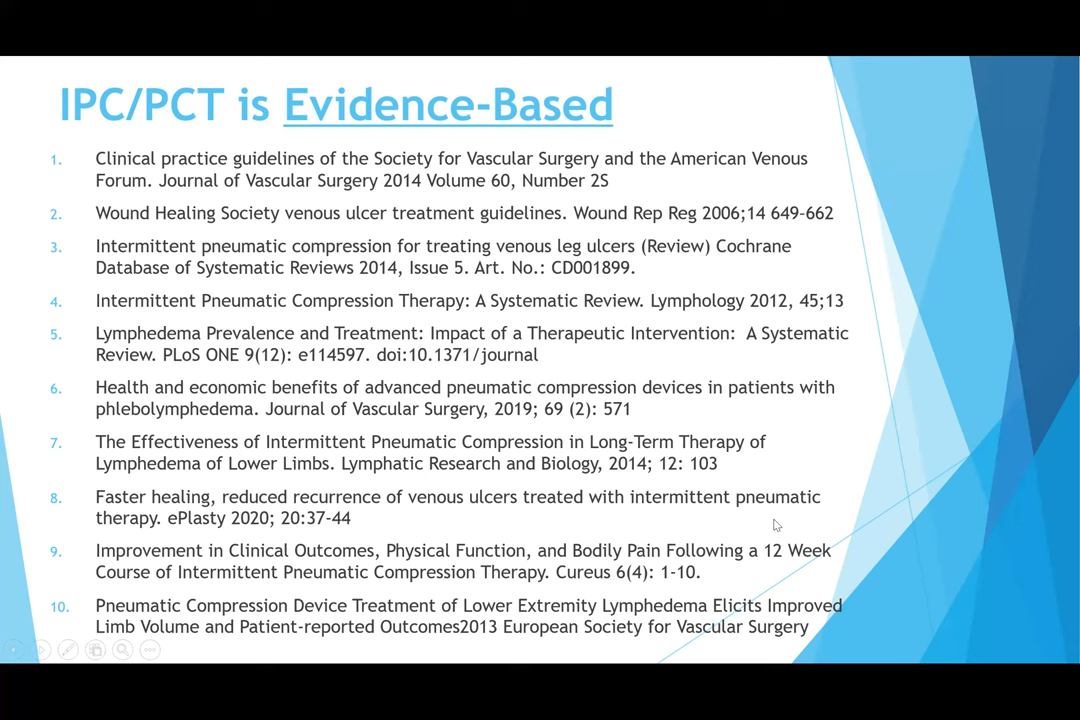 IPC/PCT is Evidence-Based
1. Clinical practice guidelines of the Society for Vascular Surgery and the American Venous
Forum. Journal of Vascular Surgery 2014 Volume 60, Number 2S
2. Wound Healing Society venous ulcer treatment guidelines. Wound Rep Reg 2006;14 649-662
3. Intermittent pneumatic compression for treating venous leg ulcers (Review) Cochrane
Database of Systematic Reviews 2014, Issue 5. Art. No.: CD001899.
4. Intermittent Pneumatic Compression Therapy: A Systematic Review. Lymphology 2012, 45;13
5. Lymphedema Prevalence and Treatment: Impact of a Therapeutic Intervention: A Systematic
Review. PLoS ONE 9(12): e114597. doi:10.1371/journal
6. Health and economic benefits of advanced pneumatic compression devices in patients with
phlebolymphedema. Journal of Vascular Surgery, 2019; 69 (2): 571
7. The Effectiveness of Intermittent Pneumatic Compression in Long-Term Therapy of
Lymphedema of Lower Limbs. Lymphatic Research and Biology, 2014; 12: 103
8. Faster healing, reduced recurrence of venous ulcers treated with intermittent pneumatic
therapy. ePlasty 2020; 20:37-44
9. Improvement in Clinical Outcomes, Physical Function, and Bodily Pain Following a 12 Week
Course of Intermittent Pneumatic Compression Therapy. Cureus 6(4): 1-10.
10. Pneumatic Compression Device Treatment of Lower Extremity Lymphedema Elicits Improved
Limb Volume and Patient-reported Outcomes2013 European Society for Vascular Surgery